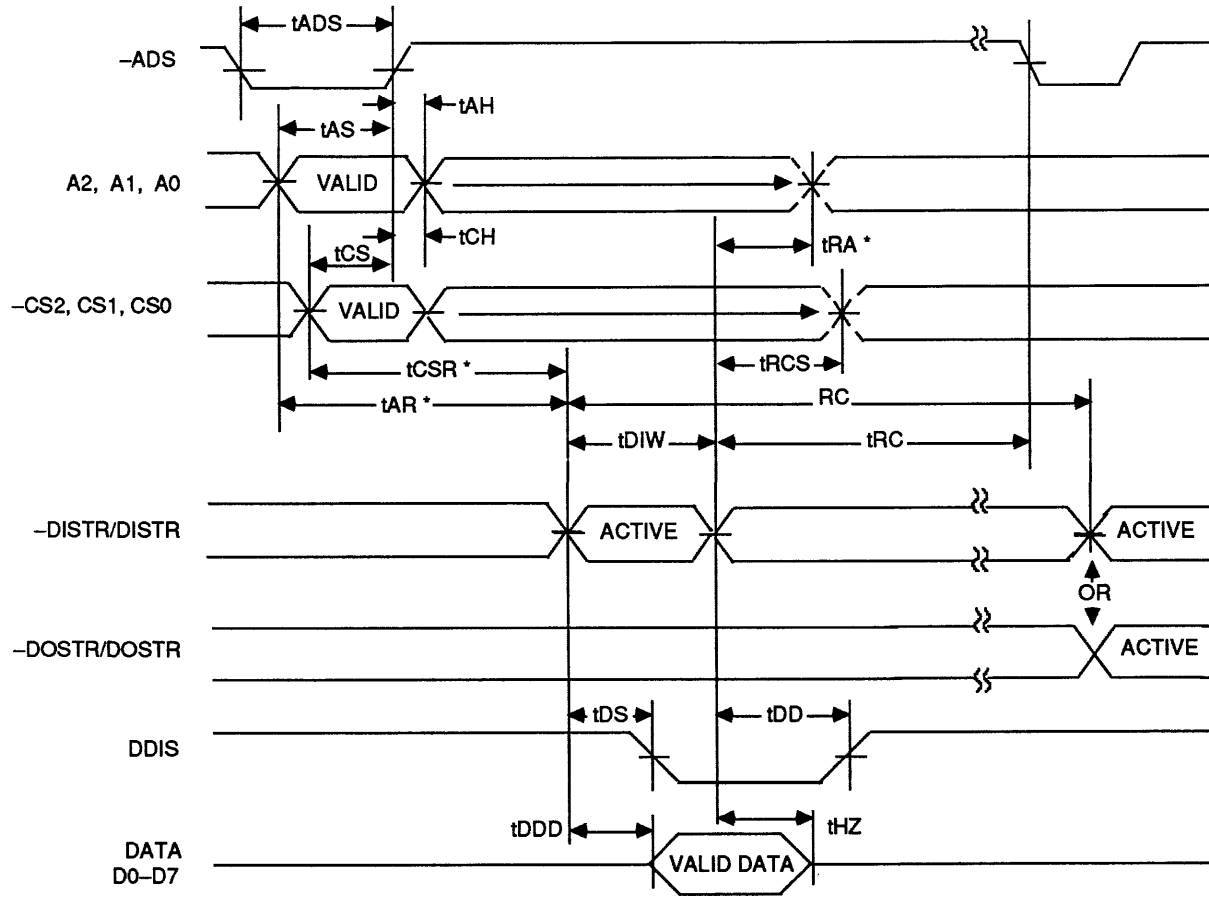 tADS
–ADS
tAH
tAS
A2, A1, A0
VALID
tCH
tRA *
tCS
–CS2, CS1, CS0
VALID
tCSR *
tRCS
tAR *
RC
tDIW
tRC
–DISTR/DISTR
ACTIVE
ACTIVE
OR
–DOSTR/DOSTR
ACTIVE
tDS
tDD
DDIS
tDDD
tHZ
DATA
D0–D7
VALID DATA